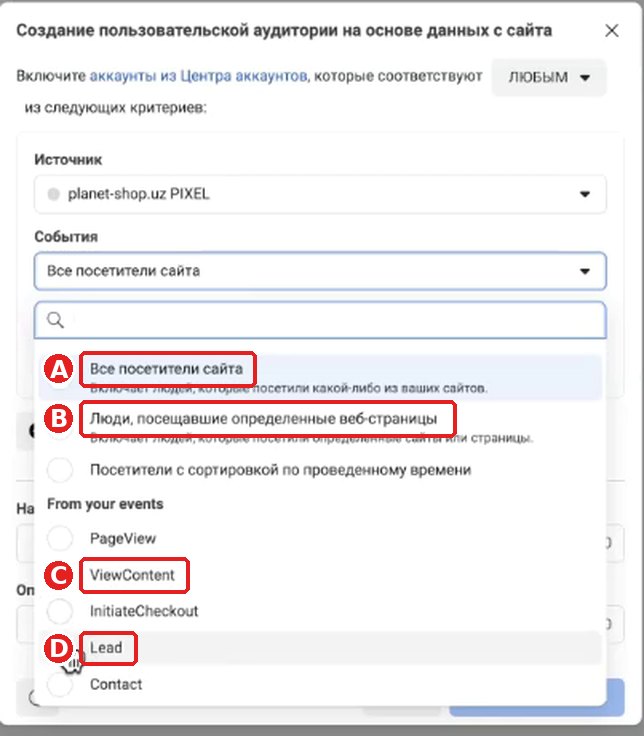 Создание пользовательской аудитории на основе данных с сайта
Включите аккаунты из Центра аккаунтов, которые соответствуют ЛЮБЫМ
из следующих критериев:
Источник
planet-shop.uz PIXEL
События
Все посетители сайта
A Все посетители сайта
Включает людей, которые посетили какой-либо из ваших сайтов.
B Люди, посещавшие определенные веб-страницы
Включает людей, которые посетили определенные сайты или страницы.
Посетители с сортировкой по проведенному времени
На
From your events
PageView
C ViewContent
Оп
InitiateCheckout
D Lead
Contact